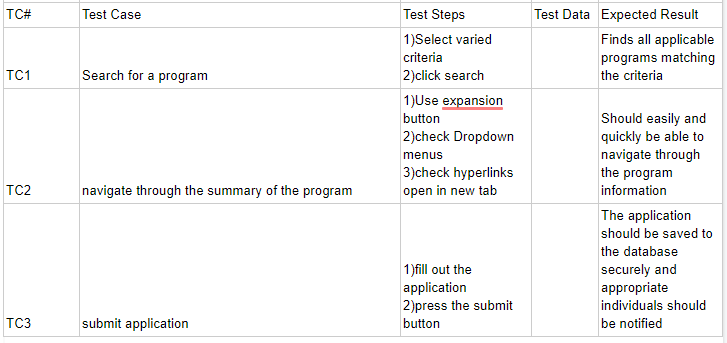 TC# Test Case Test Steps Test Data Expected Result
TC1 Search for a program
1)Select varied
criteria
2)click search
Finds all applicable
programs matching
the criteria
TC2 navigate through the summary of the program
1)Use expansion
button
2)check Dropdown
menus
3)check hyperlinks
open in new tab
Should easily and
quickly be able to
navigate through
the program
information
TC3 submit application
1)fill out the
application
2)press the submit
button
The application
should be saved to
the database
securely and
appropriate
individuals should
be notified